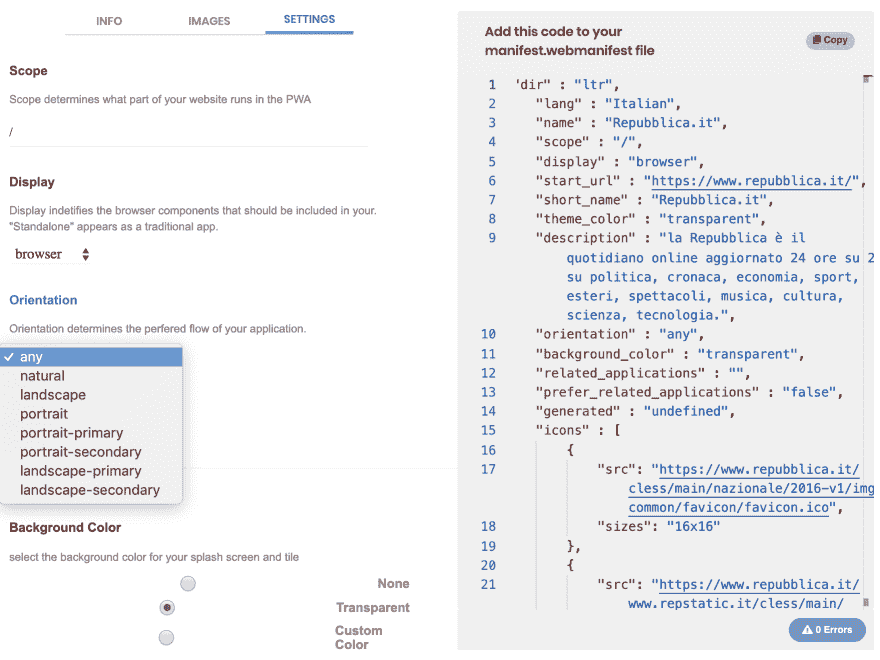 INFO IMAGES SETTINGS
Scope
Scope determines what part of your website runs in the PWA
/
Display
Display indetifies the browser components that should be included in your.
"Standalone" appears as a traditional app.
browser
Orientation
Orientation determines the perfered flow of your application.
✓ any
natural
landscape
portrait
portrait-primary
portrait-secondary
landscape-primary
landscape-secondary
Background Color
select the background color for your splash screen and tile
None
Transparent
Custom
Color
Add this code to your
manifest.webmanifest file
Copy
1 'dir" : "ltr",
2 "lang" : "Italian",
3 "name" : "Repubblica.it",
4 "scope" : "/",
5 "display" : "browser",
6 "start_url" : "https://www.repubblica.it/",
7 "short_name" : "Repubblica.it",
8 "theme_color" : "transparent",
9 "description" : "la Repubblica è il
quotidiano online aggiornato 24 ore su 2
su politica, cronaca, economia, sport,
esteri, spettacoli, musica, cultura,
scienza, tecnologia.",
10 "orientation" : "any",
11 "background_color" : "transparent",
12 "related_applications" : "",
13 "prefer_related_applications" : "false",
14 "generated" : "undefined",
15 "icons" : [
16 {
17 "src": "https://www.repubblica.it/
cless/main/nazionale/2016-v1/img
common/favicon/favicon.ico",
18 "sizes": "16x16"
19 },
20 {
21 "src": "https://www.repubblica.it/
www.repstatic.it/cless/main/
0 Errors